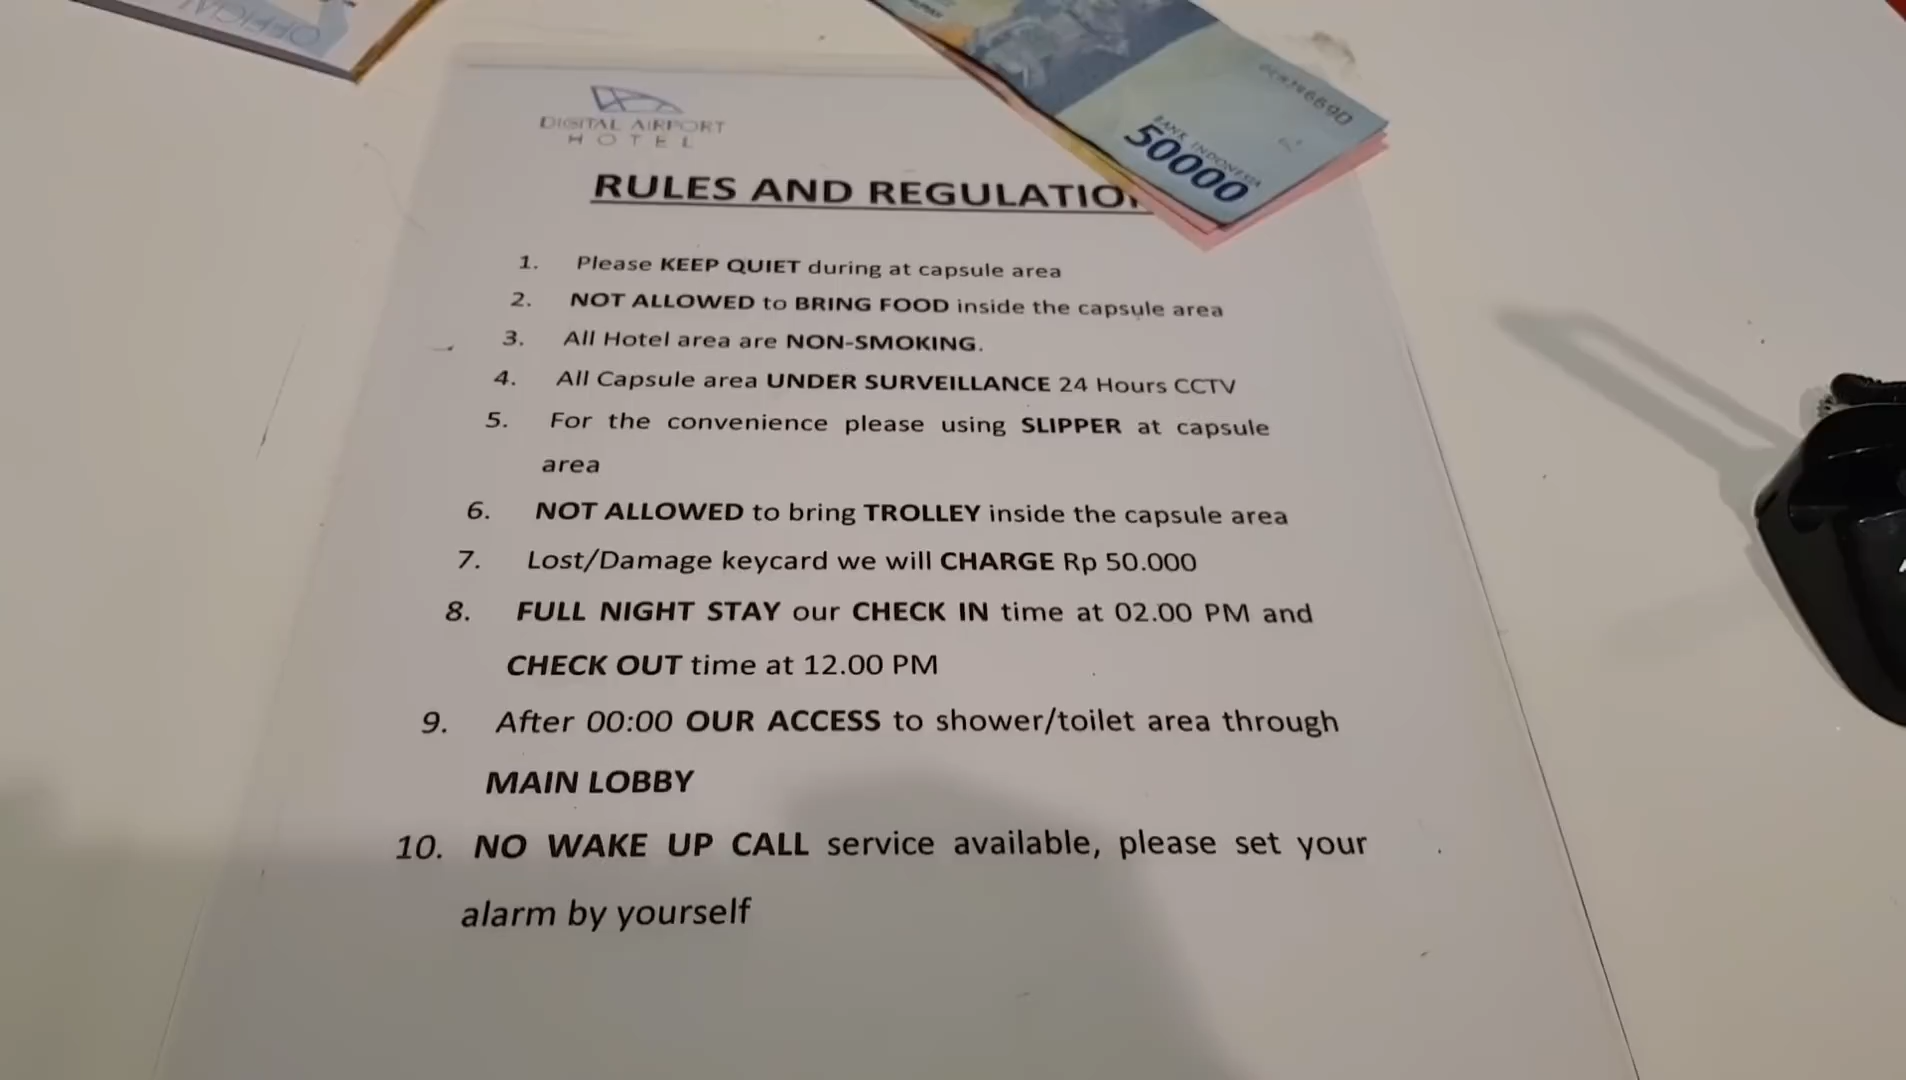 OFFICIAL
DIGITAL AIRPORT
HOTEL
RULES AND REGULATIO
BANK INDONESIA
50000
1. Please KEEP QUIET during at capsule area
2. NOT ALLOWED to BRING FOOD inside the capsule area
3. All Hotel area are NON-SMOKING.
4. All Capsule area UNDER SURVEILLANCE 24 Hours CCTV
5. For the convenience please using SLIPPER at capsule
area
6. NOT ALLOWED to bring TROLLEY inside the capsule area
7. Lost/Damage keycard we will CHARGE Rp 50.000
8. FULL NIGHT STAY our CHECK IN time at 02.00 PM and
CHECK OUT time at 12.00 PM
9. After 00:00 OUR ACCESS to shower/toilet area through
MAIN LOBBY
10. NO WAKE UP CALL service available, please set your
alarm by yourself